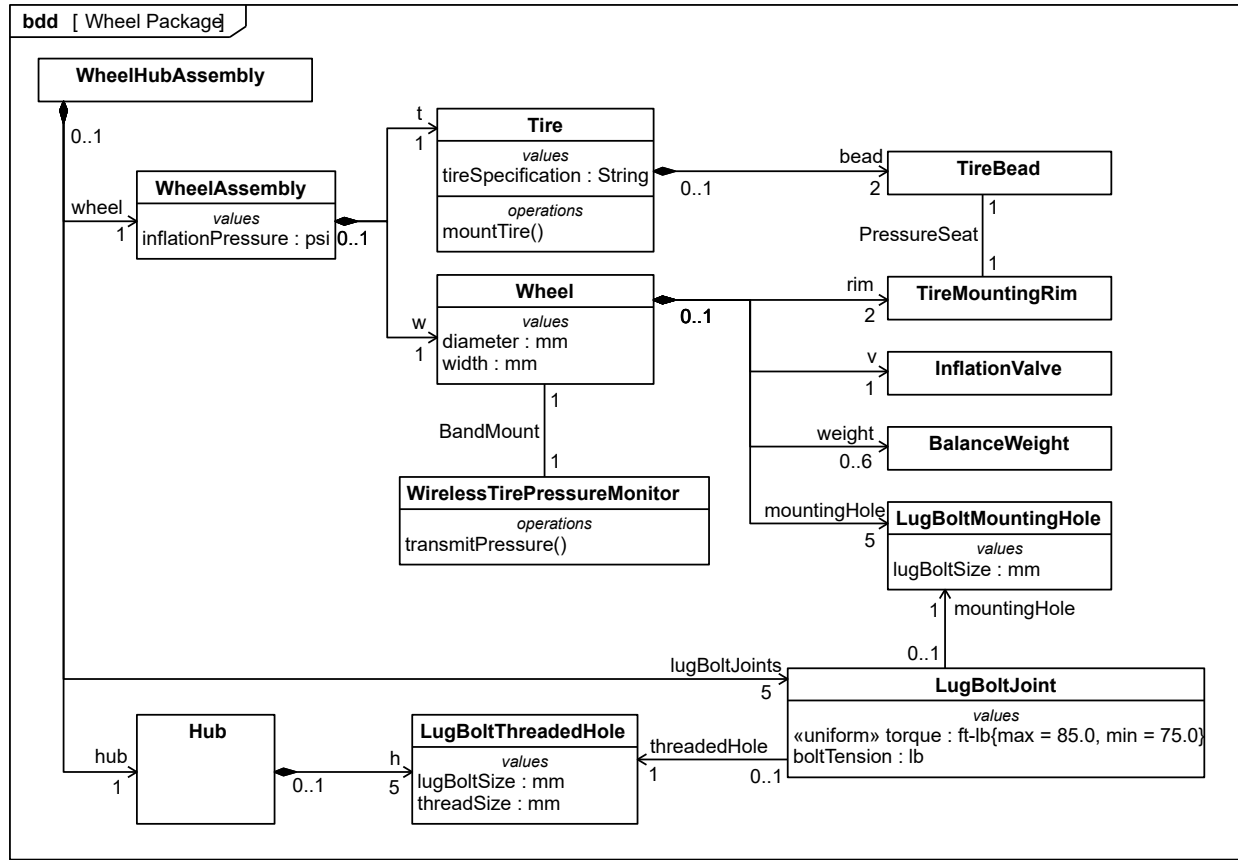 bdd [ Wheel Package]
WheelHubAssembly
0..1
wheel
1
WheelAssembly
values
inflationPressure : psi
0..1
t
1
Tire
values
tireSpecification : String
operations
mountTire()
0..1
bead
2
TireBead
1
PressureSeat
1
TireMountingRim
w
1
Wheel
values
diameter : mm
width : mm
0..1
rim
2
v
1
InflationValve
weight
0..6
BalanceWeight
mountingHole
5
LugBoltMountingHole
values
lugBoltSize : mm
1
BandMount
1
WirelessTirePressureMonitor
operations
transmitPressure()
1
mountingHole
0..1
lugBoltJoints
5
LugBoltJoint
values
«uniform» torque : ft-lb{max = 85.0, min = 75.0}
boltTension : lb
hub
1
Hub
0..1
h
5
LugBoltThreadedHole
values
lugBoltSize : mm
threadSize : mm
threadedHole
1
0..1